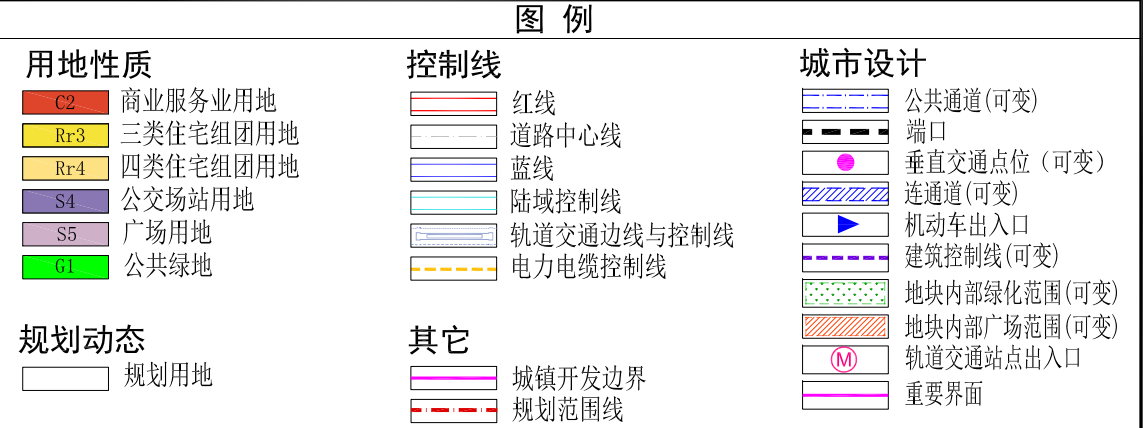 图 例
用地性质
C2 商业服务业用地
Rr3 三类住宅组团用地
Rr4 四类住宅组团用地
S4 公交场站用地
S5 广场用地
G1 公共绿地
规划动态
规划用地
控制线
红线
道路中心线
蓝线
陆域控制线
轨道交通边线与控制线
电力电缆控制线
其它
城镇开发边界
规划范围线
城市设计
公共通道(可变)
端口
垂直交通点位（可变）
连通道(可变)
机动车出入口
建筑控制线(可变)
地块内部绿化范围(可变)
地块内部广场范围(可变)
M 轨道交通站点出入口
重要界面